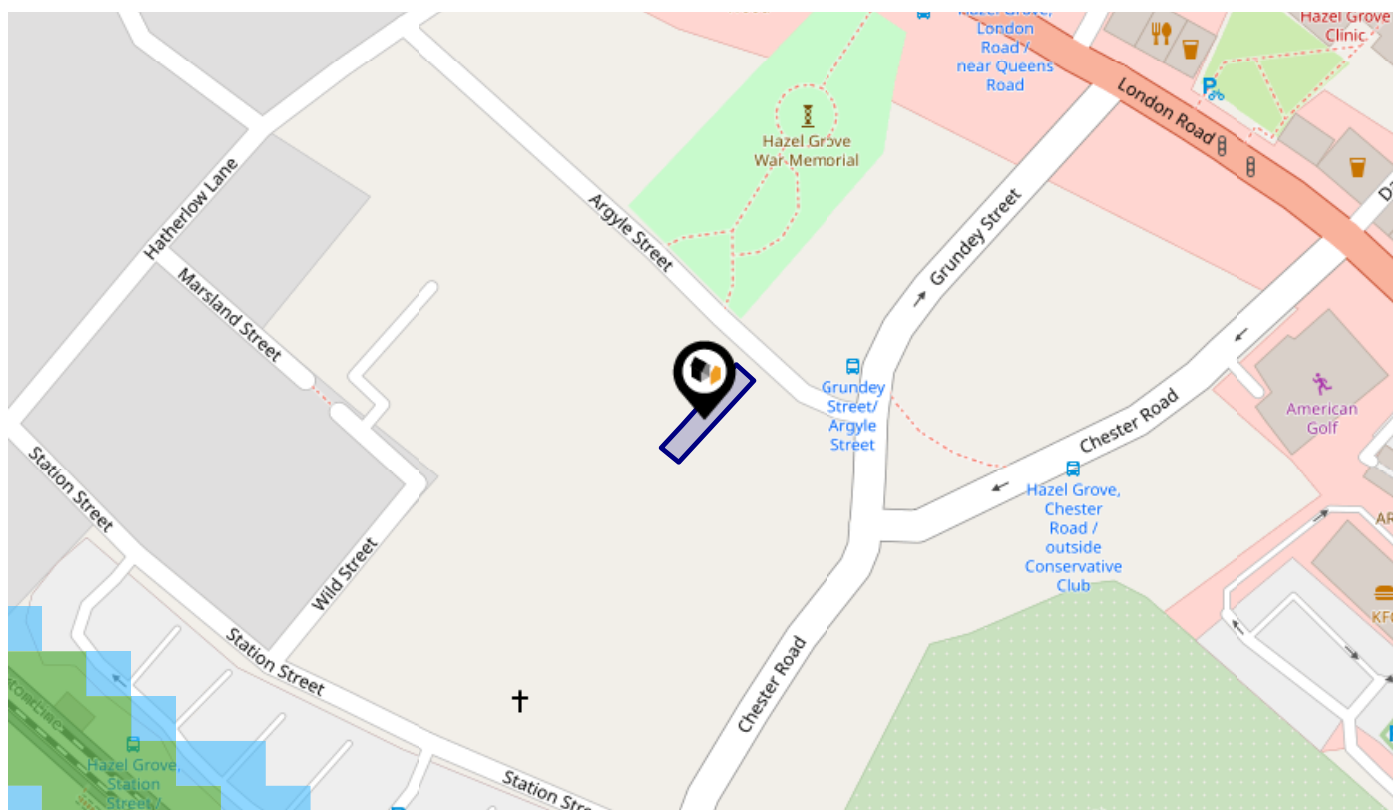 Hazel Grove,
London
Road /
near Queens
Road
Hazel Grove
Clinic
London Road
Hazel Grove
War Memorial
Hatherlow Lane
Argyle Street
Grundey Street
Marsland Street
Grundey
Street/
Argyle
Street
Chester Road
American
Golf
Station Street
Hazel Grove,
Chester
Road /
outside
Conservative
Club
Wild Street
KFC
Station Street
Chester Road
Hazel Grove,
Station
Street /
Station Stre